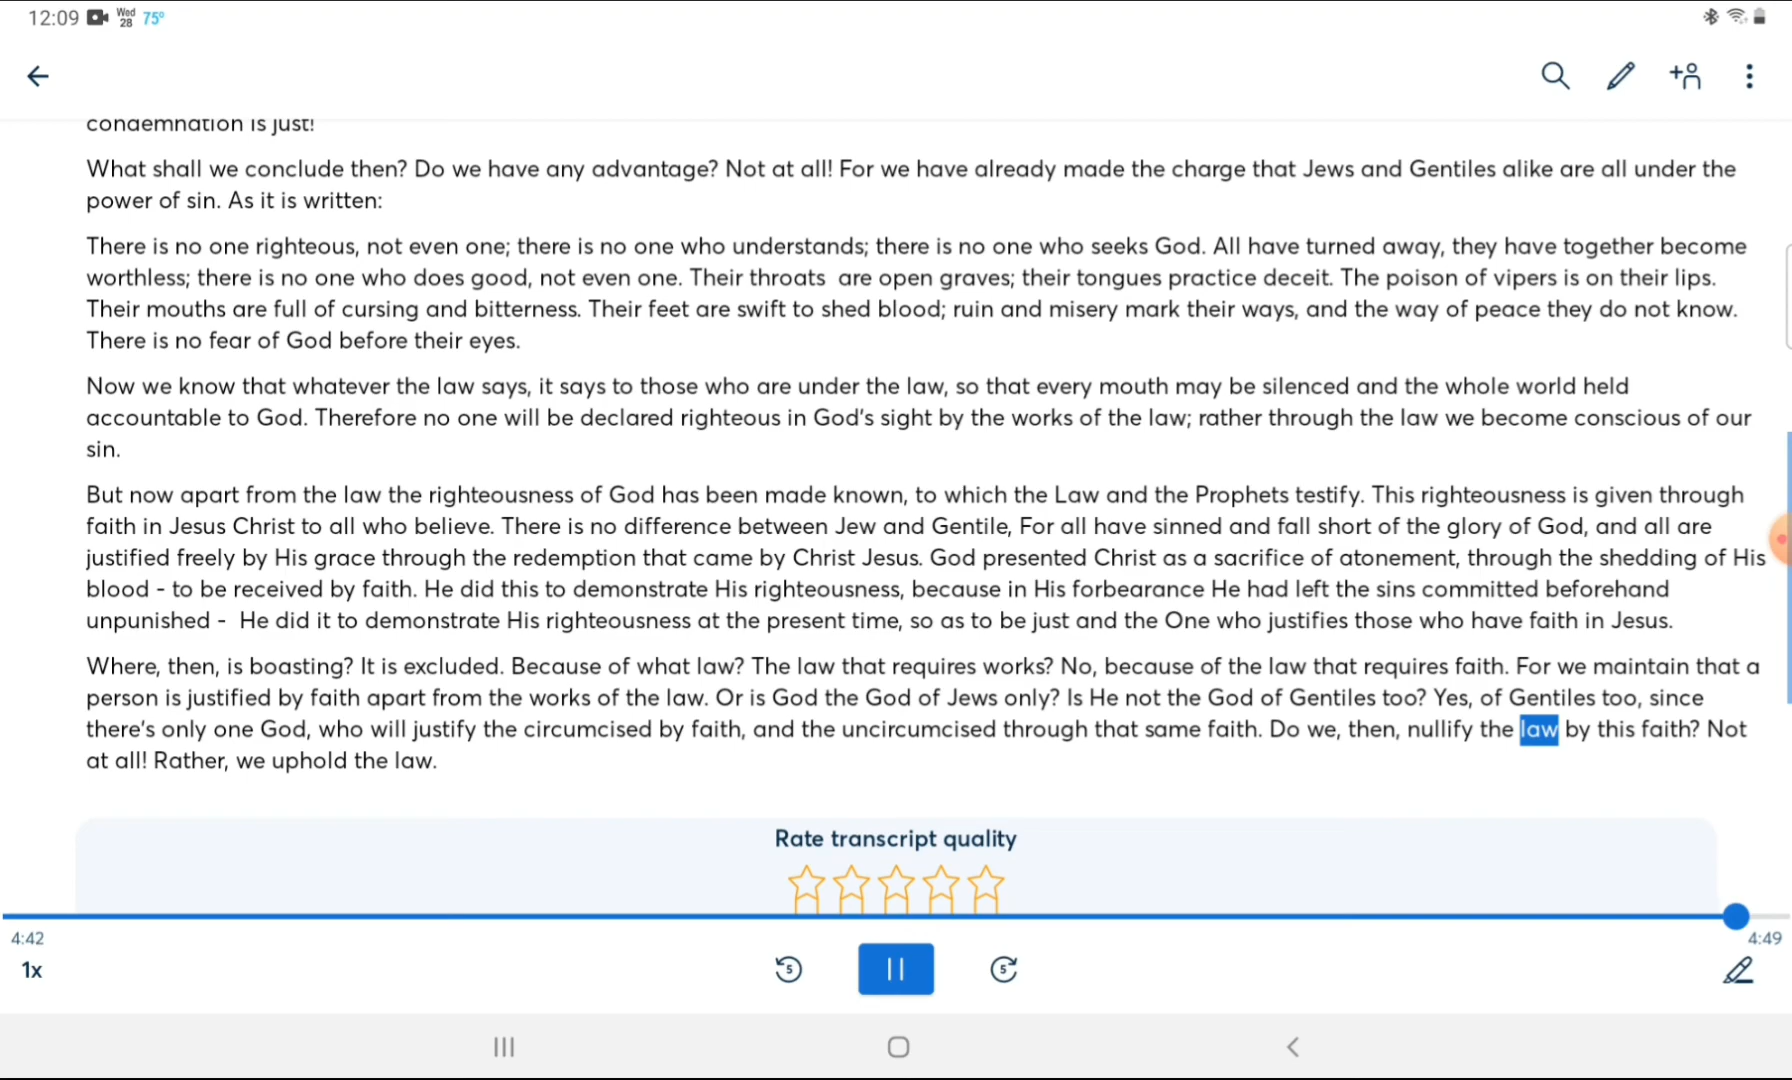 12:09 Wed 28 75°
condemnation is just!
What shall we conclude then? Do we have any advantage? Not at all! For we have already made the charge that Jews and Gentiles alike are all under the
power of sin. As it is written:
There is no one righteous, not even one; there is no one who understands; there is no one who seeks God. All have turned away, they have together become
worthless; there is no one who does good, not even one. Their throats are open graves; their tongues practice deceit. The poison of vipers is on their lips.
Their mouths are full of cursing and bitterness. Their feet are swift to shed blood; ruin and misery mark their ways, and the way of peace they do not know.
There is no fear of God before their eyes.
Now we know that whatever the law says, it says to those who are under the law, so that every mouth may be silenced and the whole world held
accountable to God. Therefore no one will be declared righteous in God's sight by the works of the law; rather through the law we become conscious of our
sin.
But now apart from the law the righteousness of God has been made known, to which the Law and the Prophets testify. This righteousness is given through
faith in Jesus Christ to all who believe. There is no difference between Jew and Gentile, For all have sinned and fall short of the glory of God, and all are
justified freely by His grace through the redemption that came by Christ Jesus. God presented Christ as a sacrifice of atonement, through the shedding of His
blood - to be received by faith. He did this to demonstrate His righteousness, because in His forbearance He had left the sins committed beforehand
unpunished - He did it to demonstrate His righteousness at the present time, so as to be just and the One who justifies those who have faith in Jesus.
Where, then, is boasting? It is excluded. Because of what law? The law that requires works? No, because of the law that requires faith. For we maintain that a
person is justified by faith apart from the works of the law. Or is God the God of Jews only? Is He not the God of Gentiles too? Yes, of Gentiles too, since
there's only one God, who will justify the circumcised by faith, and the uncircumcised through that same faith. Do we, then, nullify the law by this faith? Not
at all! Rather, we uphold the law.
Rate transcript quality
4:42
4:49
1x
5
5